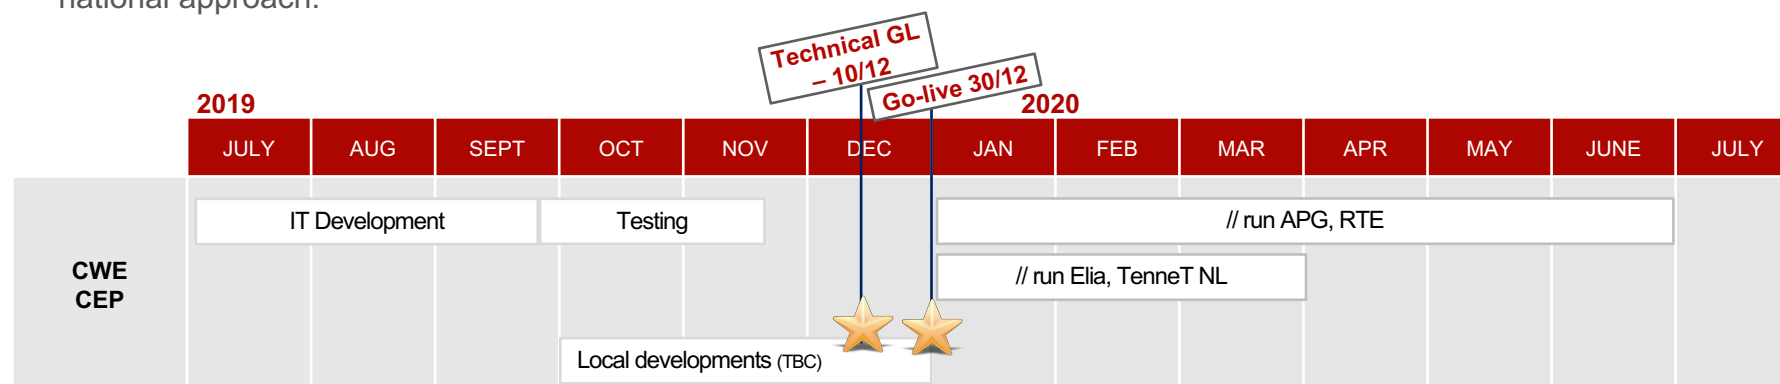 national approach.
Technical GL
– 10/12
Go-live 30/12
2019
2020
JULY AUG SEPT OCT NOV DEC JAN FEB MAR APR MAY JUNE JULY
IT Development
Testing
// run APG, RTE
CWE
CEP
// run Elia, TenneT NL
Local developments (TBC)